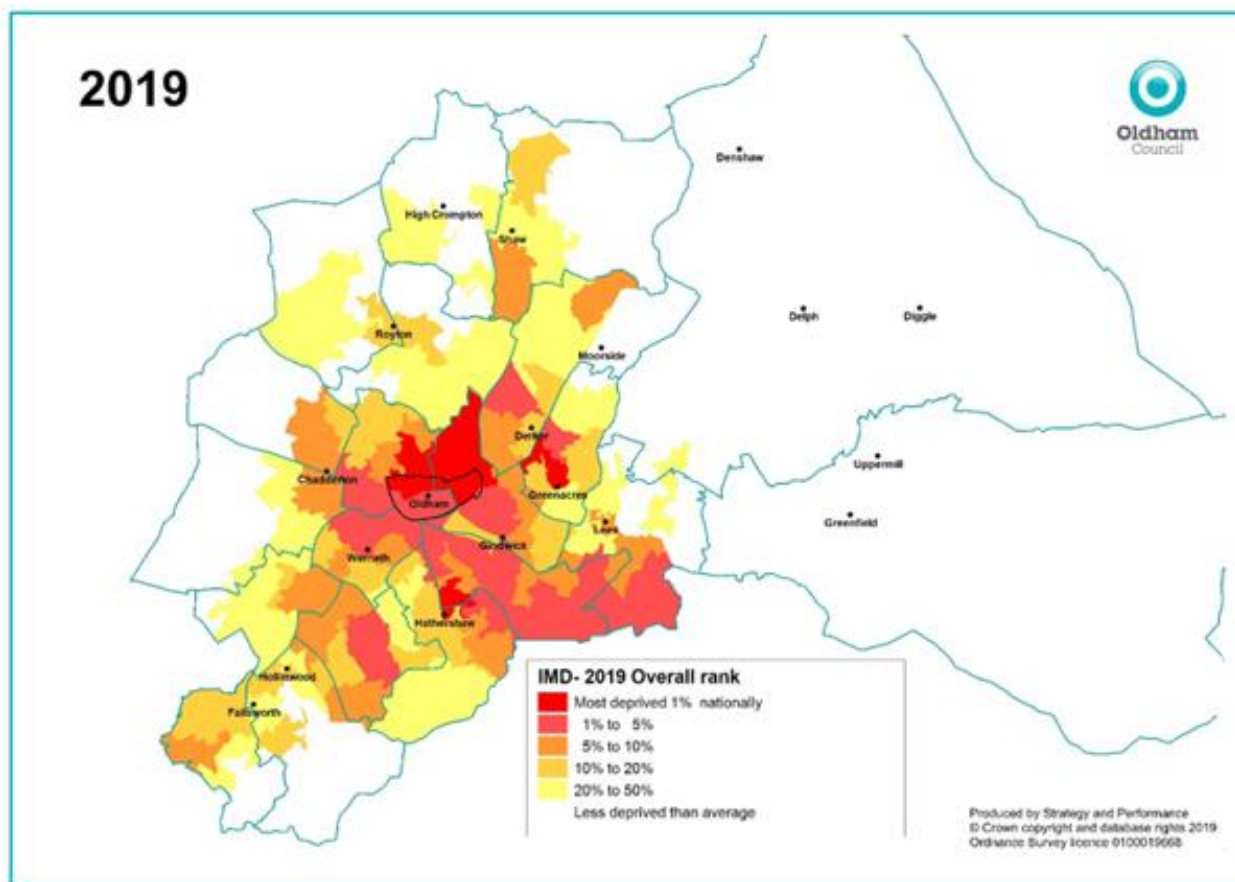 2019
Oldham
Council
Denshaw
High Crompton
Shaw
Delph
Diggle
Royton
Moorside
Derker
Chadderton
Uppermill
Oldham
Greenacres
Greenfield
Lees
Glodwick
Werneth
Hathershaw
Hollinwood
Failsworth
IMD- 2019 Overall rank
Most deprived 1% nationally
1% to 5%
5% to 10%
10% to 20%
20% to 50%
Less deprived than average
Produced by Strategy and Performance
© Crown copyright and database rights 2019
Ordnance Survey licence 0100019668